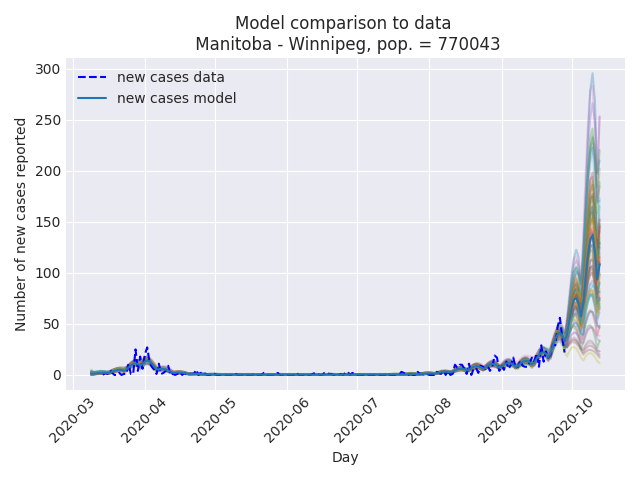 Model comparison to data
Manitoba - Winnipeg, pop. = 770043
new cases data
new cases model
Number of new cases reported
300
250
200
150
100
50
0
2020-03
2020-04
2020-05
2020-06
2020-07
2020-08
2020-09
2020-10
Day